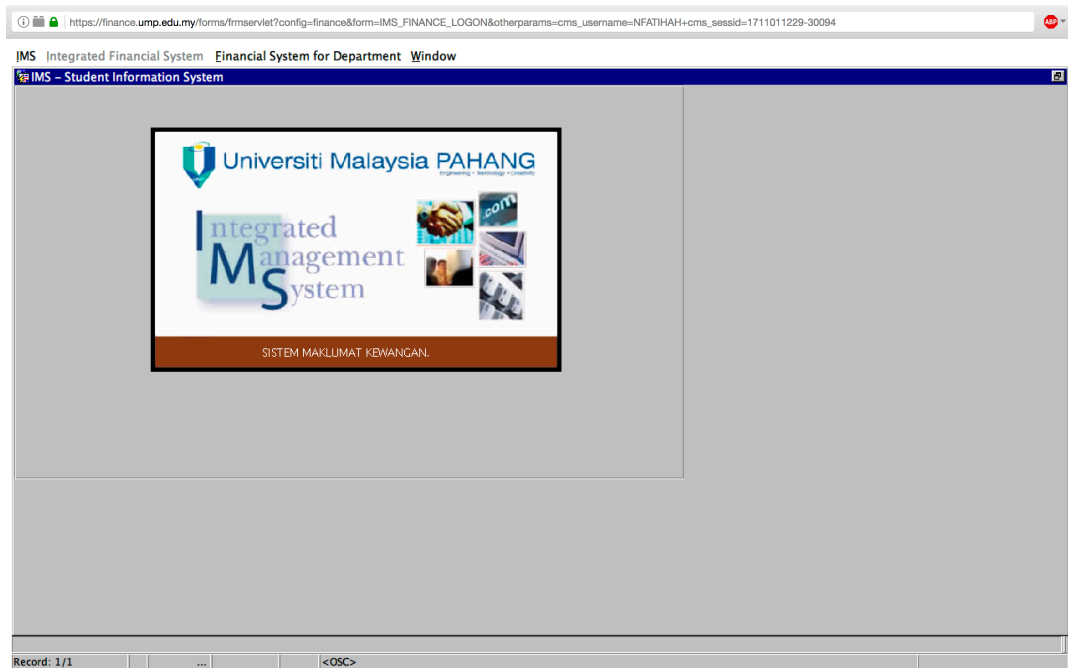 https://finance.ump.edu.my/forms/frmservlet?config=finance&form=IMS_FINANCE_LOGON&otherparams=cms_username=NFATIHAH+cms_sessid=1711011229-30094
ABP
IMS Integrated Financial System Financial System for Department Window
IMS – Student Information System
Universiti Malaysia PAHANG
Engineering • Technology • Creativity
.com
Integrated
Management
System
SISTEM MAKLUMAT KEWANGAN.
Record: 1/1 ... <OSC>